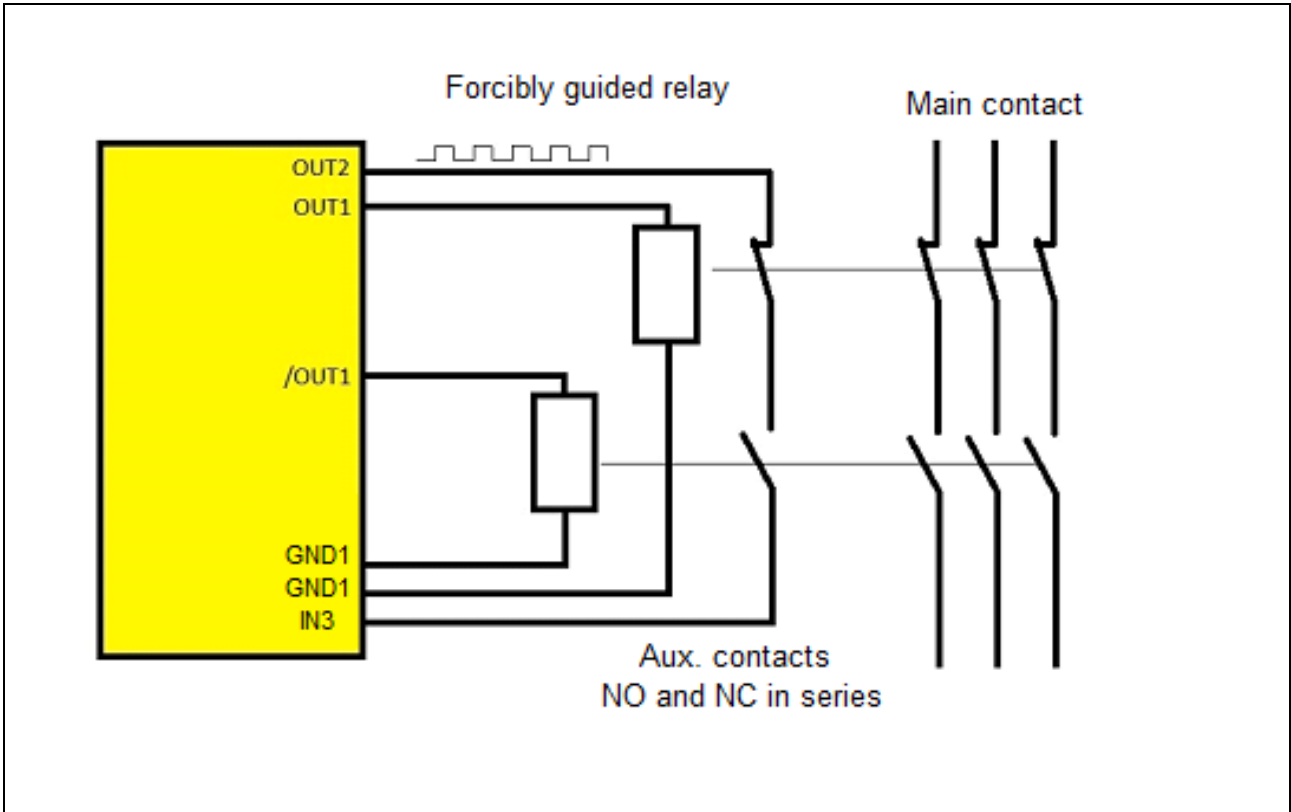 Forcibly guided relay
Main contact
OUT2
OUT1
/OUT1
GND1
GND1
IN3
Aux. contacts
NO and NC in series